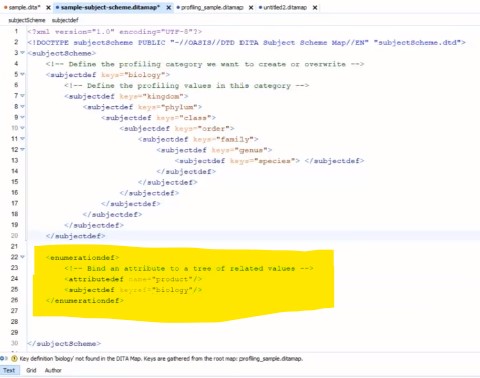 sample.dita* sample-subject-scheme.ditamap* profiling_sample.ditamap untitled2.ditamap
subjectScheme subjectdef
1 <?xml version="1.0" encoding="UTF-8"?>
2 <!DOCTYPE subjectScheme PUBLIC "-//OASIS//DTD DITA Subject Scheme Map//EN" "subjectScheme.dtd">
3 <subjectScheme>
4 <!-- Define the profiling category we want to create or overwrite -->
5 <subjectdef keys="biology">
6 <!-- Define the profiling values in this category -->
7 <subjectdef keys="kingdom">
8 <subjectdef keys="phylum">
9 <subjectdef keys="class">
10 <subjectdef keys="order">
11 <subjectdef keys="family">
12 <subjectdef keys="genus">
13 <subjectdef keys="species"> </subjectdef>
14 </subjectdef>
15 </subjectdef>
16 </subjectdef>
17 </subjectdef>
18 </subjectdef>
19 </subjectdef>
20 </subjectdef>
21
22 <enumerationdef>
23 <!-- Bind an attribute to a tree of related values -->
24 <attributedef name="product"/>
25 <subjectdef keyref="biology"/>
26 </enumerationdef>
27
28
29
30 </subjectScheme>
Key definition 'biology' not found in the DITA Map. Keys are gathered from the root map: profiling_sample.ditamap.
Text Grid Author